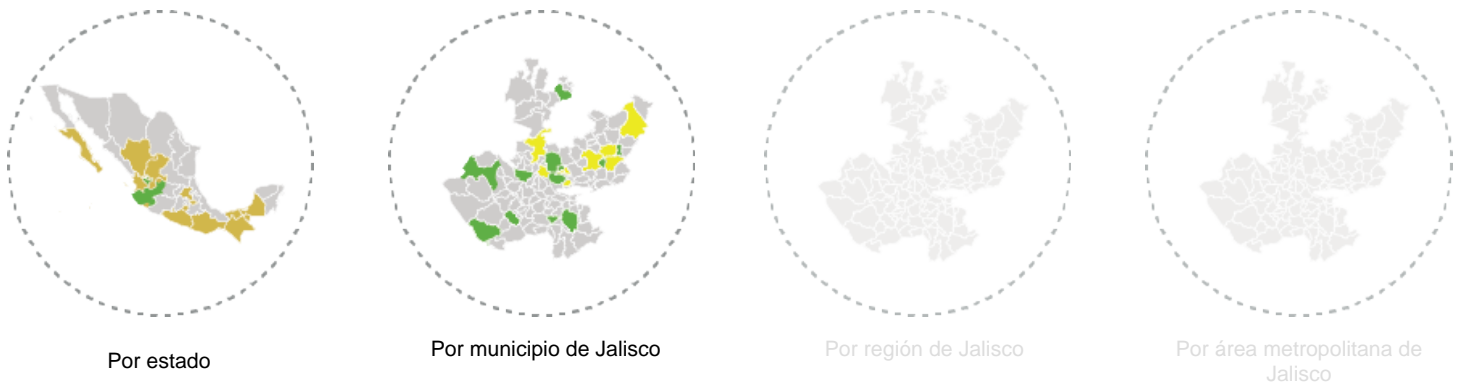 Por estado
Por municipio de Jalisco
Por región de Jalisco
Por área metropolitana de
Jalisco